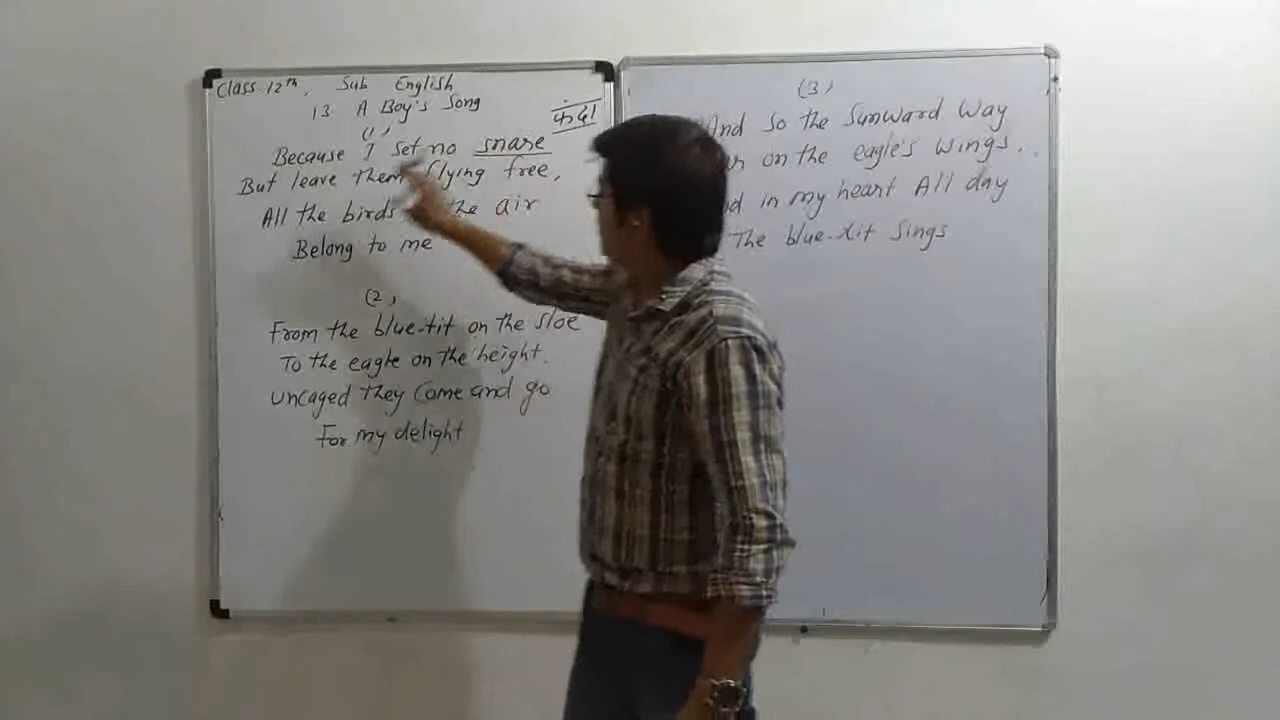 Class 12th, Sub English
13. A Boy's Song
(1)
फंदा
Because I set no snare
But leave them flying free,
All the birds the air
Belong to me
(2)
From the blue-tit on the sloe
To the eagle on the height.
uncaged they come and go
For my delight
(3)
And so the sunward way
on the eagle's wings.
in my heart All day
The blue-tit sings